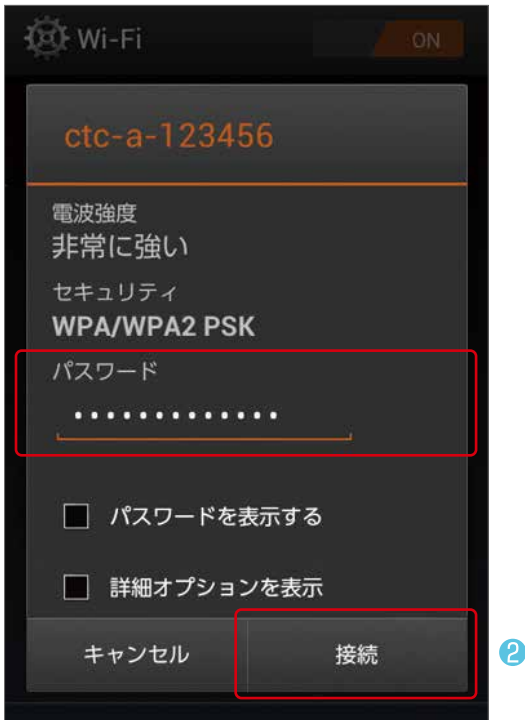 Wi-Fi
ON
ctc-a-123456
電波強度
非常に強い
セキュリティ
WPA/WPA2 PSK
パスワード
•••••••••••••
パスワードを表示する
詳細オプションを表示
キャンセル
接続
❷